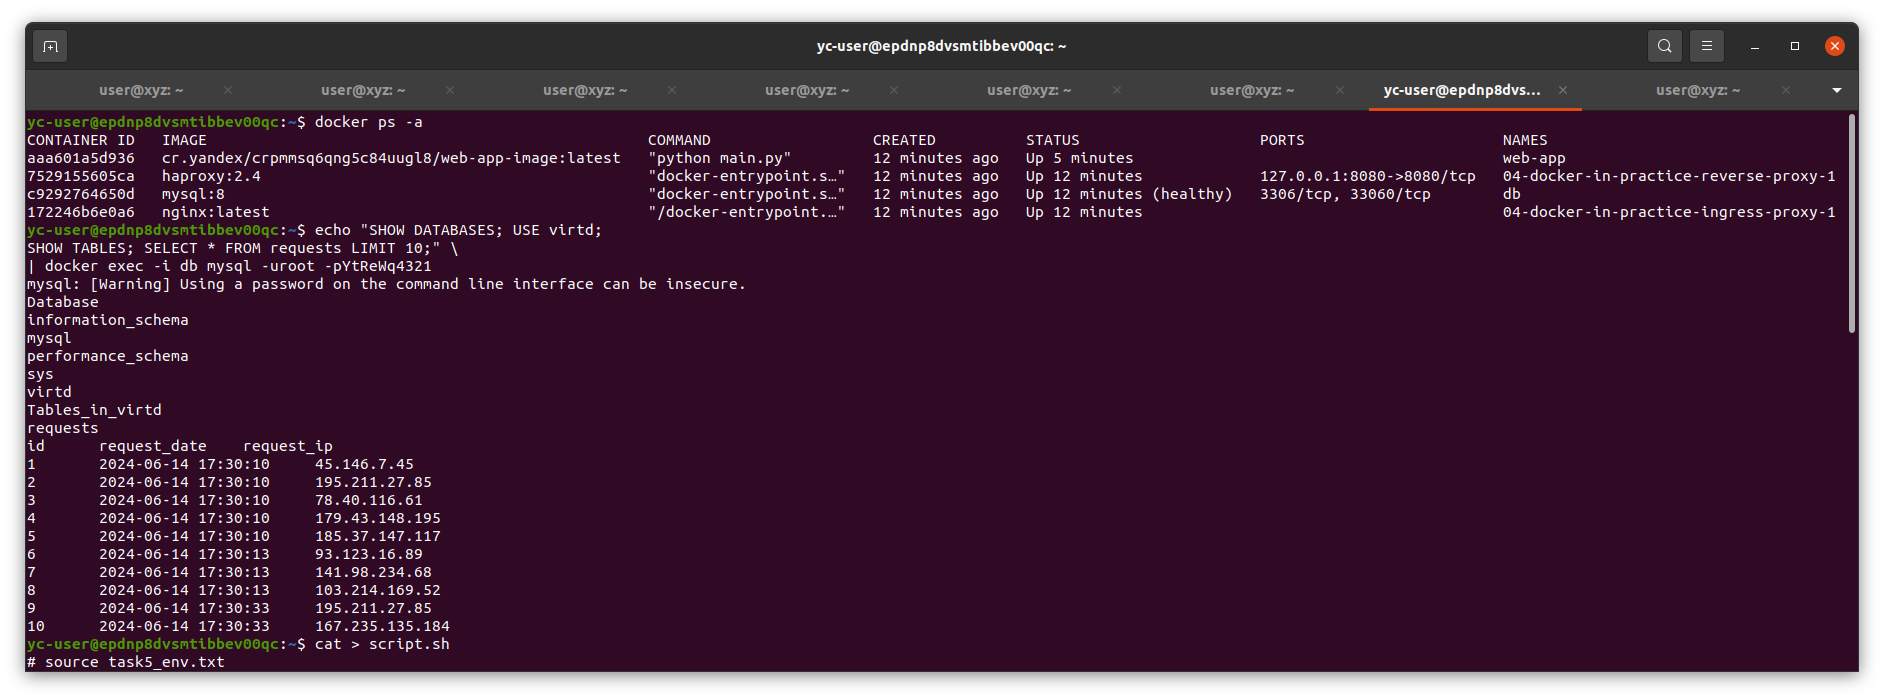 yc-user@epdnp8dvsmtibbev00qc: ~
user@xyz: ~ user@xyz: ~ user@xyz: ~ user@xyz: ~ user@xyz: ~ user@xyz: ~ yc-user@epdnp8dvs... user@xyz: ~
yc-user@epdnp8dvsmtibbev00qc:~$ docker ps -a
CONTAINER ID   IMAGE                                                 COMMAND                  CREATED          STATUS                    PORTS                      NAMES
aaa601a5d936   cr.yandex/crpmmsq6qng5c84uugl8/web-app-image:latest   "python main.py"         12 minutes ago   Up 5 minutes                                         web-app
7529155605ca   haproxy:2.4                                           "docker-entrypoint.s…"   12 minutes ago   Up 12 minutes             127.0.0.1:8080->8080/tcp   04-docker-in-practice-reverse-proxy-1
c9292764650d   mysql:8                                               "docker-entrypoint.s…"   12 minutes ago   Up 12 minutes (healthy)   3306/tcp, 33060/tcp        db
172246b6e0a6   nginx:latest                                          "/docker-entrypoint.…"   12 minutes ago   Up 12 minutes                                        04-docker-in-practice-ingress-proxy-1
yc-user@epdnp8dvsmtibbev00qc:~$ echo "SHOW DATABASES; USE virtd;
SHOW TABLES; SELECT * FROM requests LIMIT 10;" \
| docker exec -i db mysql -uroot -pYtReWq4321
mysql: [Warning] Using a password on the command line interface can be insecure.
Database
information_schema
mysql
performance_schema
sys
virtd
Tables_in_virtd
requests
id      request_date    request_ip
1       2024-06-14 17:30:10     45.146.7.45
2       2024-06-14 17:30:10     195.211.27.85
3       2024-06-14 17:30:10     78.40.116.61
4       2024-06-14 17:30:10     179.43.148.195
5       2024-06-14 17:30:10     185.37.147.117
6       2024-06-14 17:30:13     93.123.16.89
7       2024-06-14 17:30:13     141.98.234.68
8       2024-06-14 17:30:13     103.214.169.52
9       2024-06-14 17:30:33     195.211.27.85
10      2024-06-14 17:30:33     167.235.135.184
yc-user@epdnp8dvsmtibbev00qc:~$ cat > script.sh
# source task5_env.txt